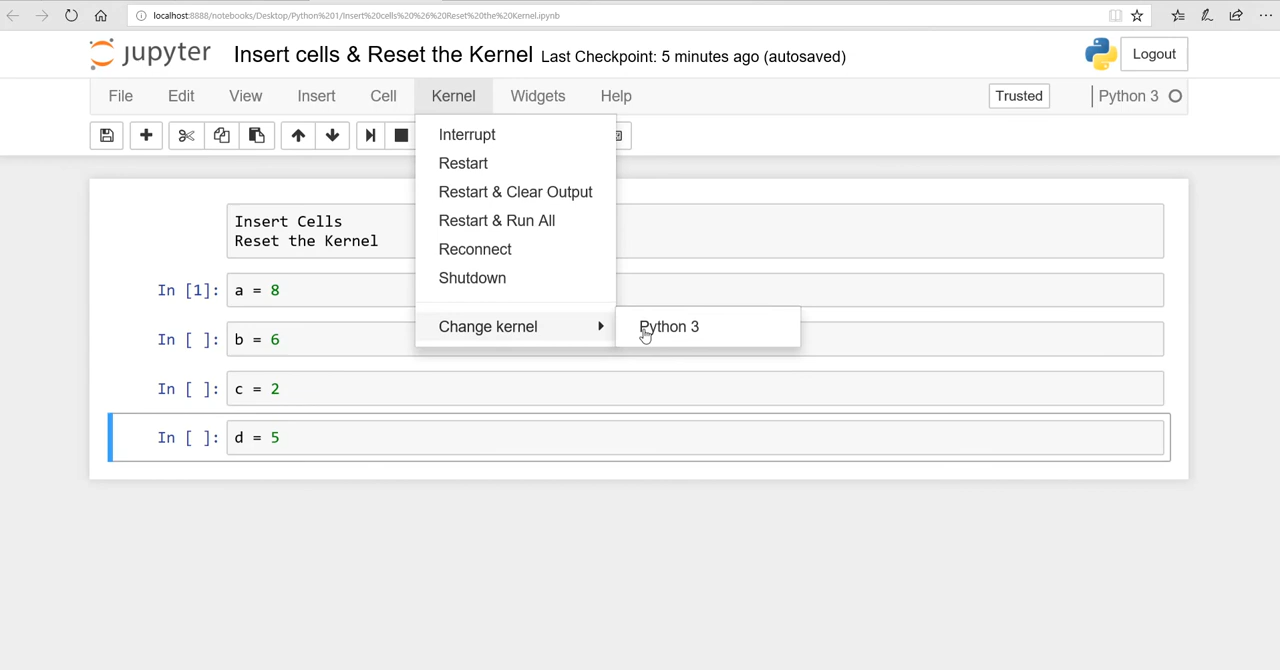 localhost:8888/notebooks/Desktop/Python%201/Insert%20cells%20%26%20Reset%20the%20Kernel.ipynb
jupyter Insert cells & Reset the Kernel Last Checkpoint: 5 minutes ago (autosaved) Logout
File Edit View Insert Cell Kernel Widgets Help Trusted Python 3
Interrupt
Restart
Restart & Clear Output
Restart & Run All
Reconnect
Shutdown
Change kernel Python 3
Insert Cells
Reset the Kernel
In [1]: a = 8
In [ ]: b = 6
In [ ]: c = 2
In [ ]: d = 5